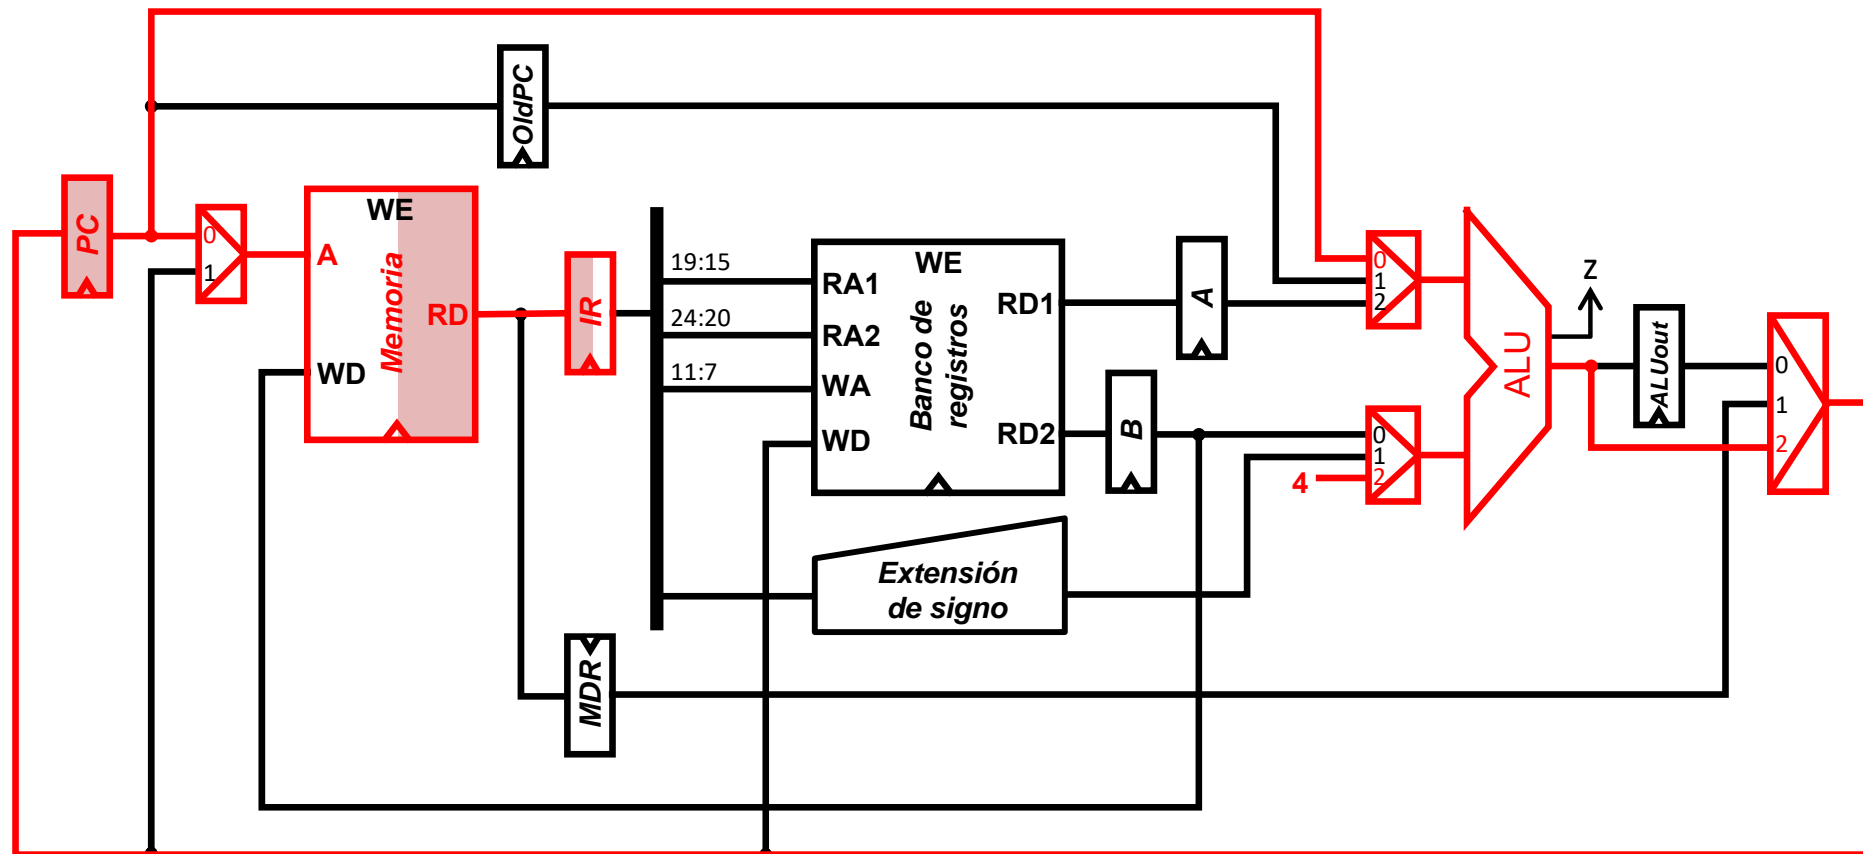 OldPC
PC
0
1
A
WE
Memoria
RD
WD
IR
19:15
24:20
11:7
RA1
RA2
WA
WD
WE
Banco de
registros
RD1
RD2
A
B
Extensión
de signo
MDR
0
1
2
0
1
2
4
ALU
Z
ALUout
0
1
2